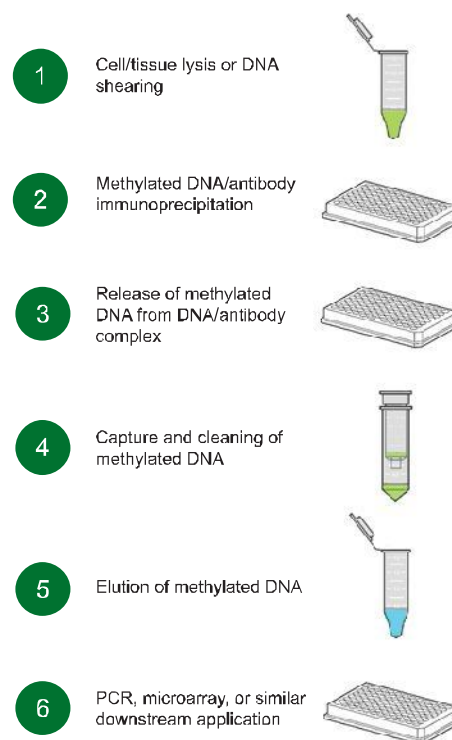 1
Cell/tissue lysis or DNA
shearing
2
Methylated DNA/antibody
immunoprecipitation
3
Release of methylated
DNA from DNA/antibody
complex
4
Capture and cleaning of
methylated DNA
5
Elution of methylated DNA
6
PCR, microarray, or similar
downstream application